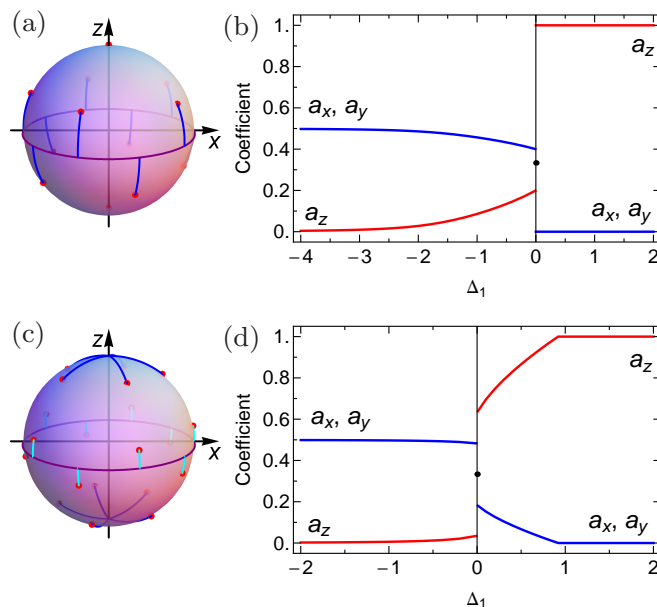 (a)
z
x
(b)
1.
0.8
0.6
0.4
0.2
0.
Coefficient
a_x, a_y
a_z
a_z
a_x, a_y
−4 −3 −2 −1 0 1 2
Δ₁
(c)
z
x
(d)
1.
0.8
0.6
0.4
0.2
0.
Coefficient
a_x, a_y
a_z
a_z
a_x, a_y
−2 −1 0 1 2
Δ₁